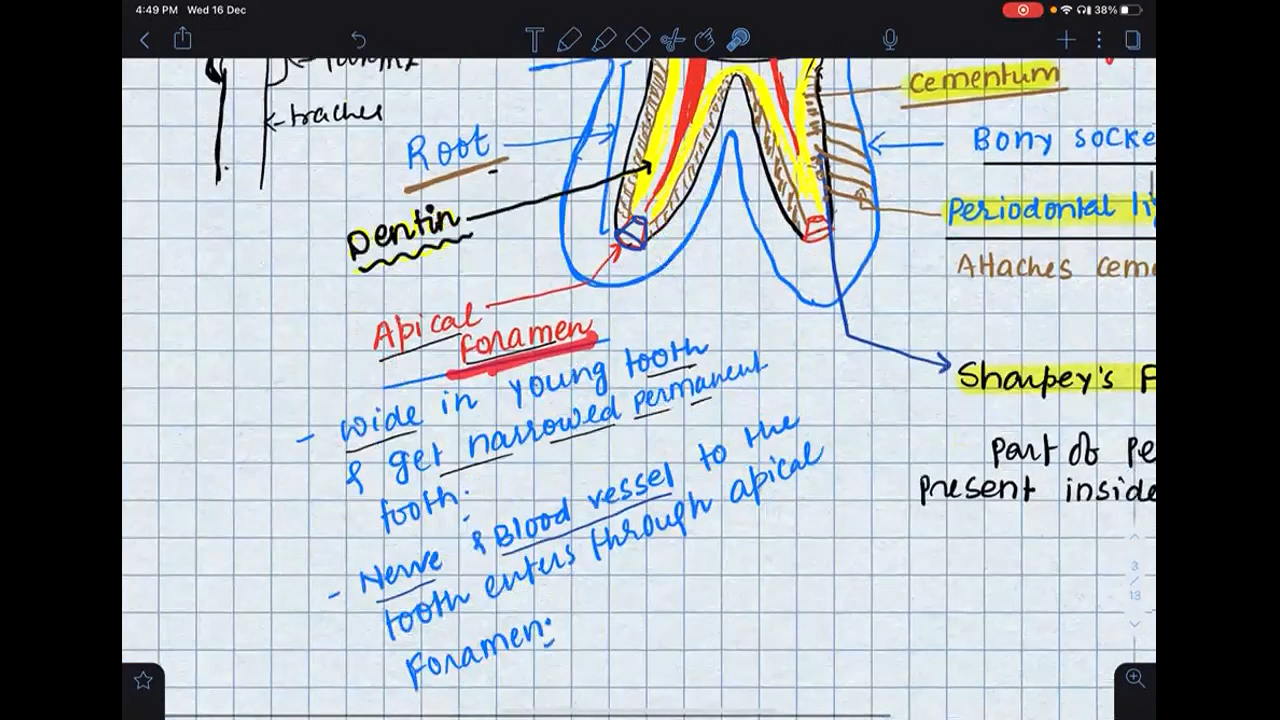 4:49 PM Wed 16 Dec
38%
trachea
Root
Dentin
Apical
Foramen
- wide in young tooth
& get narrowed permanent
tooth.
- Nerve & Blood vessel to the
tooth enters through apical
Foramen.
cementum
Bony socke
Periodontal li
Attaches ceme
Sharpey's F
part of pe
present inside
3
/
13